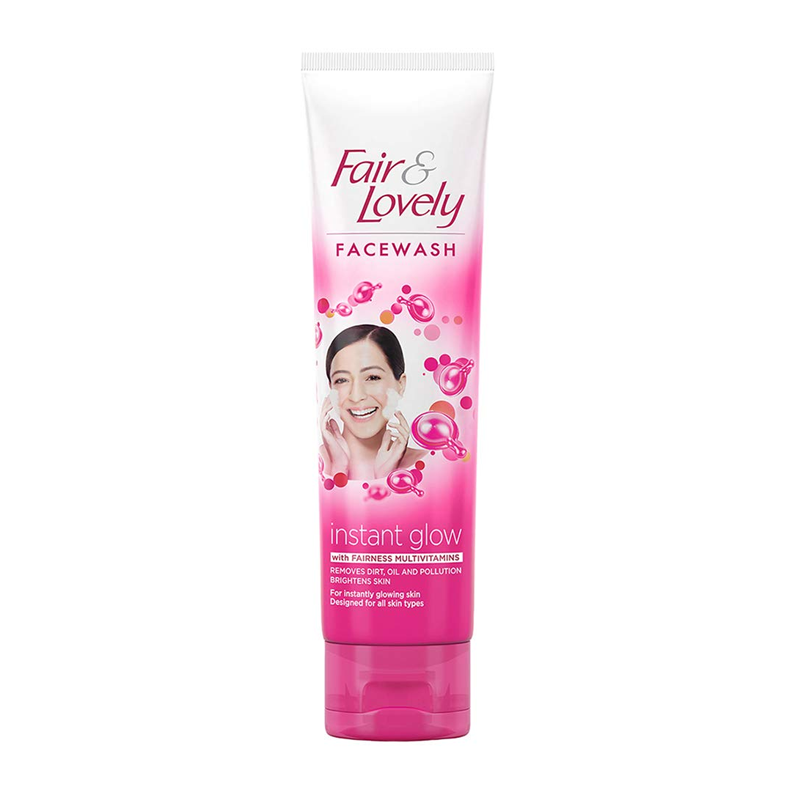 Fair &
Lovely
FACEWASH
instant glow
with FAIRNESS MULTIVITAMINS
REMOVES DIRT, OIL AND POLLUTION
BRIGHTENS SKIN
For instantly glowing skin
Designed for all skin types